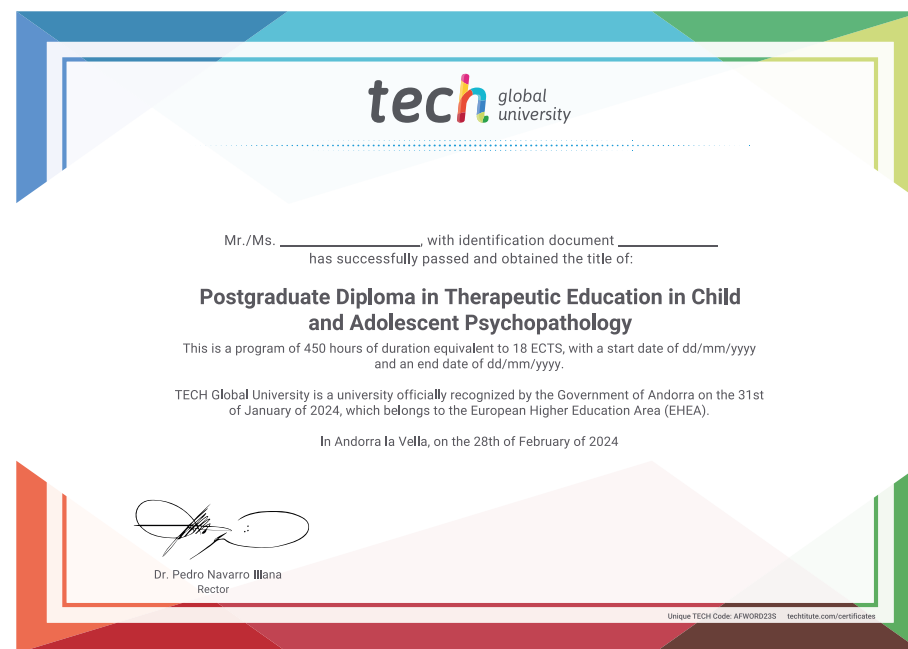 tech global university
Mr./Ms. ____________________, with identification document ______________
has successfully passed and obtained the title of:
Postgraduate Diploma in Therapeutic Education in Child
and Adolescent Psychopathology
This is a program of 450 hours of duration equivalent to 18 ECTS, with a start date of dd/mm/yyyy
and an end date of dd/mm/yyyy.
TECH Global University is a university officially recognized by the Government of Andorra on the 31st
of January of 2024, which belongs to the European Higher Education Area (EHEA).
In Andorra la Vella, on the 28th of February of 2024
Dr. Pedro Navarro Illana
Rector
Unique TECH Code: AFWORD23S techtitute.com/certificates